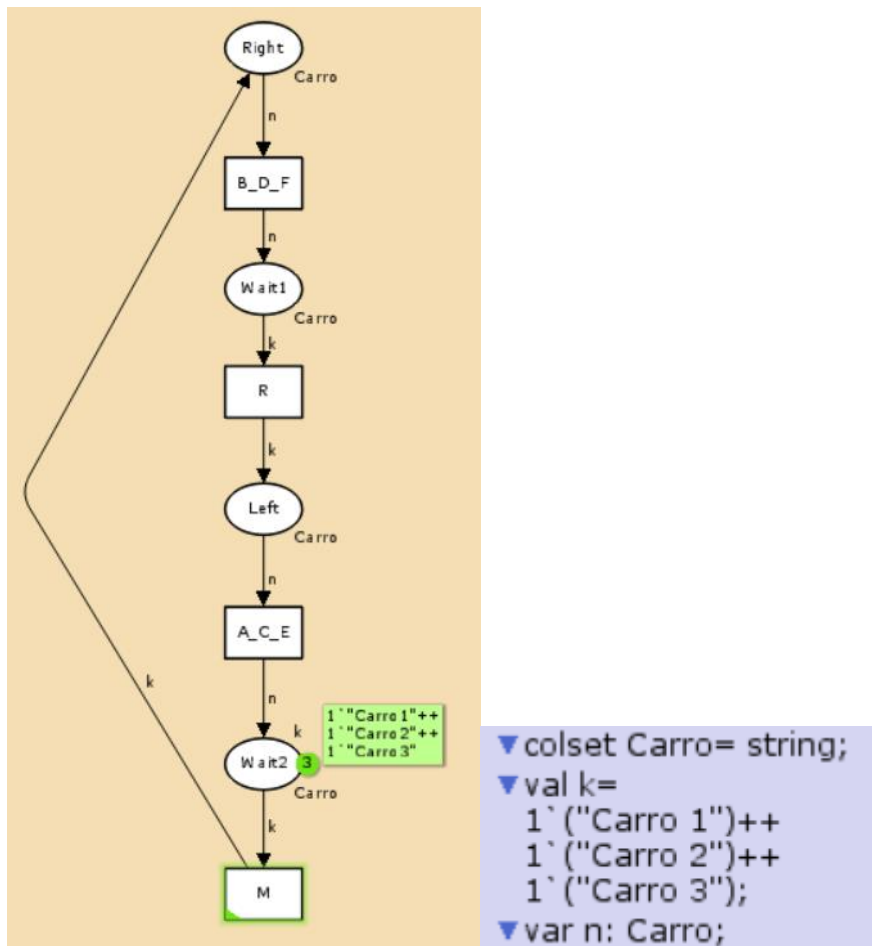 Right
Carro
n
B_D_F
n
Wait1
Carro
k
R
k
Left
Carro
n
A_C_E
k
n
1`"Carro 1"++
1`"Carro 2"++
1`"Carro 3"
k
Wait2
3
Carro
k
M
colset Carro= string;
val k=
1`("Carro 1")++
1`("Carro 2")++
1`("Carro 3");
var n: Carro;